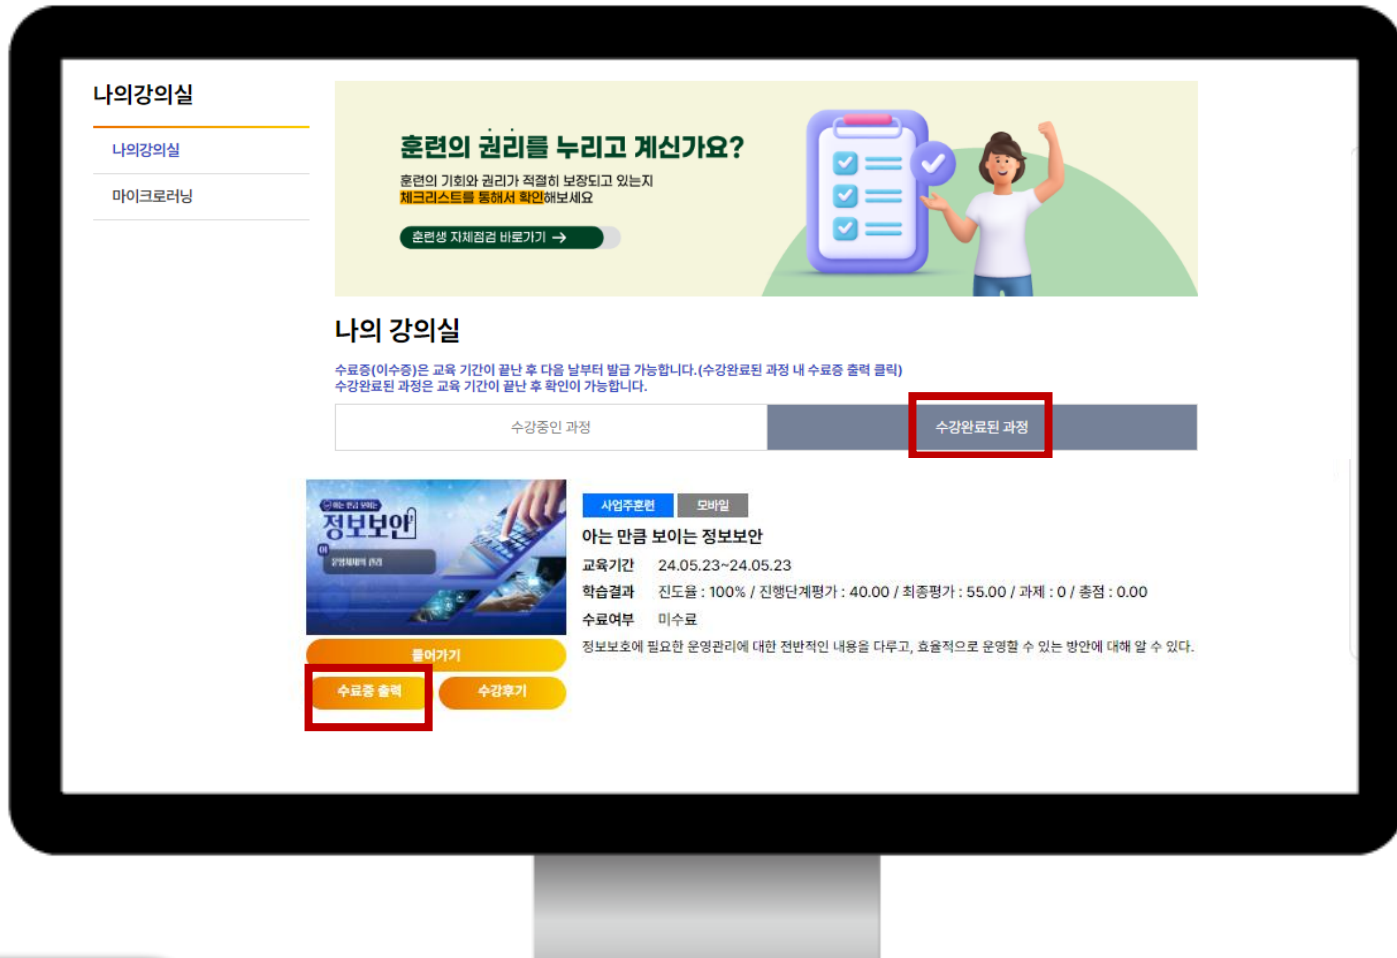 나의강의실
나의강의실
마이크로러닝
훈련의 권리를 누리고 계신가요?
훈련의 기회와 권리가 적절히 보장되고 있는지
체크리스트를 통해서 확인해보세요
훈련생 자체점검 바로가기 →
나의 강의실
수료증(이수증)은 교육 기간이 끝난 후 다음 날부터 발급 가능합니다.(수강완료된 과정 내 수료증 출력 클릭)
수강완료된 과정은 교육 기간이 끝난 후 확인이 가능합니다.
수강중인 과정
수강완료된 과정
아는 만큼 보이는
정보보안
01
운영체제의 관리
사업주훈련
모바일
아는 만큼 보이는 정보보안
교육기간 24.05.23~24.05.23
학습결과 진도율 : 100% / 진행단계평가 : 40.00 / 최종평가 : 55.00 / 과제 : 0 / 총점 : 0.00
수료여부 미수료
정보보호에 필요한 운영관리에 대한 전반적인 내용을 다루고, 효율적으로 운영할 수 있는 방안에 대해 알 수 있다.
들어가기
수료증 출력
수강후기